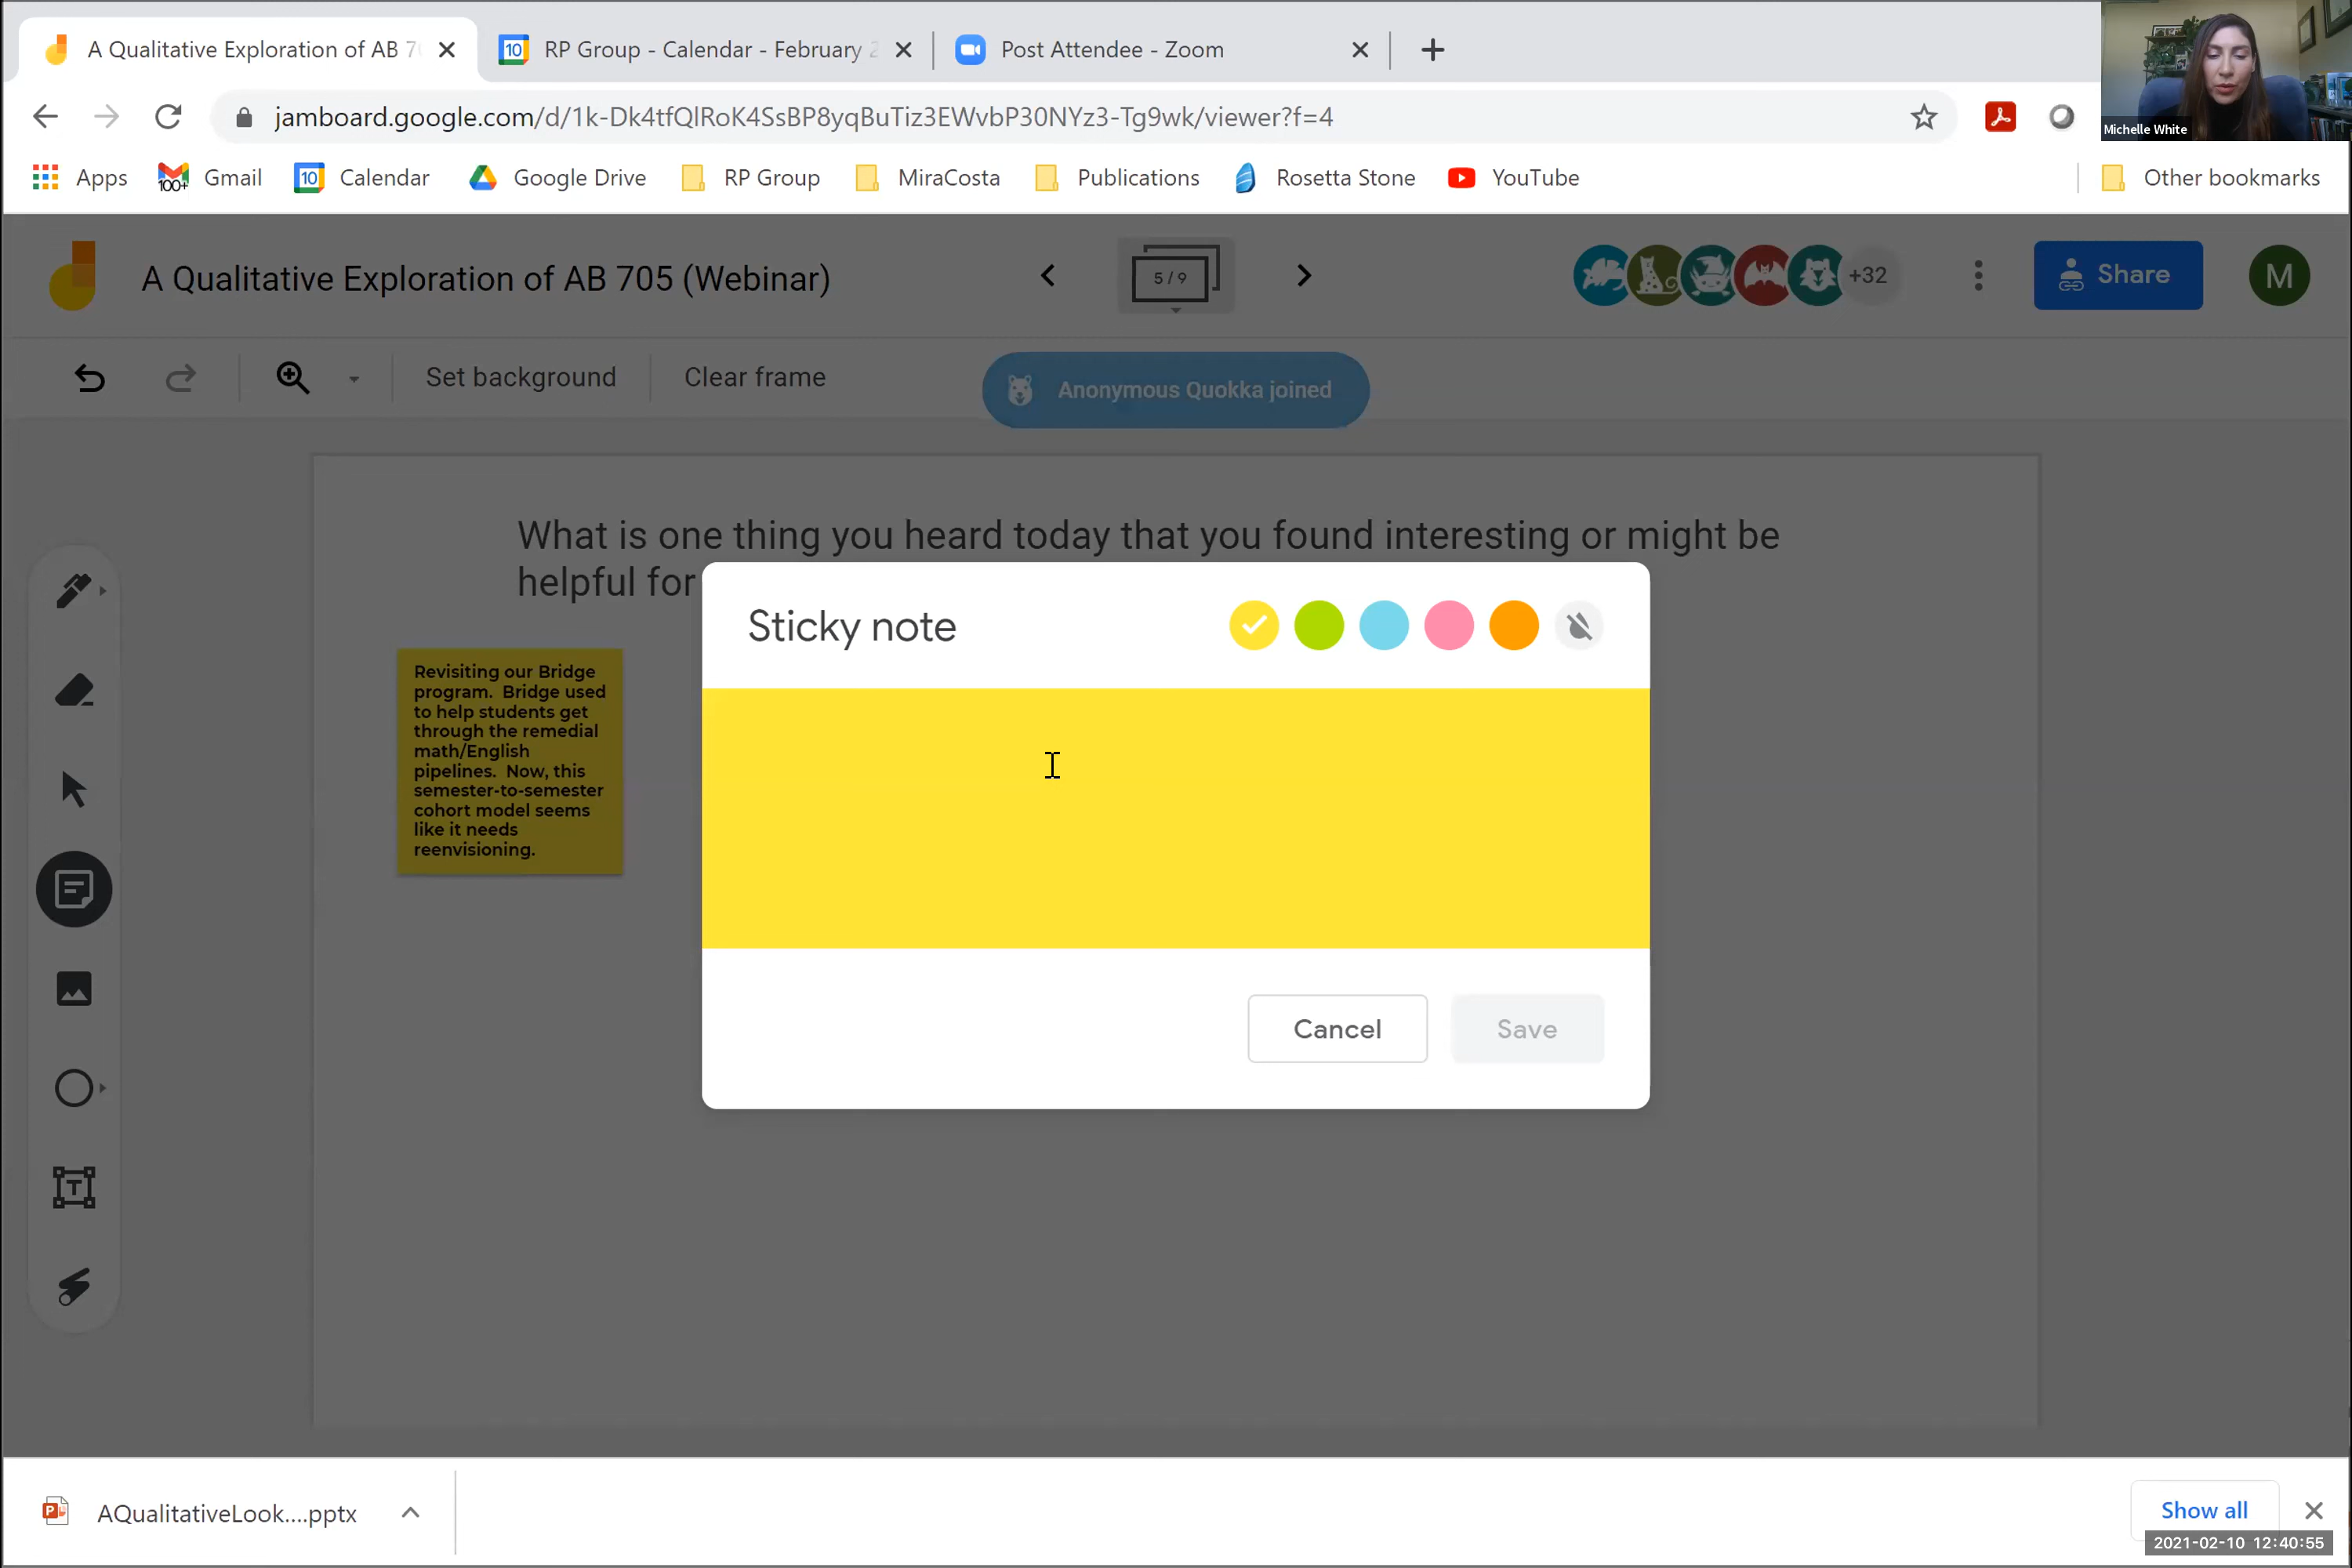 A Qualitative Exploration of AB 7
RP Group - Calendar - February 2
Post Attendee - Zoom
Michelle White
jamboard.google.com/d/1k-Dk4tfQlRoK4SsBP8yqBuTiz3EWvbP30NYz3-Tg9wk/viewer?f=4
Apps
100+
Gmail
10
Calendar
Google Drive
RP Group
MiraCosta
Publications
Rosetta Stone
YouTube
Other bookmarks
A Qualitative Exploration of AB 705 (Webinar)
5 / 9
+32
Share
M
Set background
Clear frame
Anonymous Quokka joined
What is one thing you heard today that you found interesting or might be
helpful for
Sticky note
Revisiting our Bridge
program. Bridge used
to help students get
through the remedial
math/English
pipelines. Now, this
semester-to-semester
cohort model seems
like it needs
reenvisioning.
Cancel
Save
AQualitativeLook....pptx
Show all
2021-02-10 12:40:55